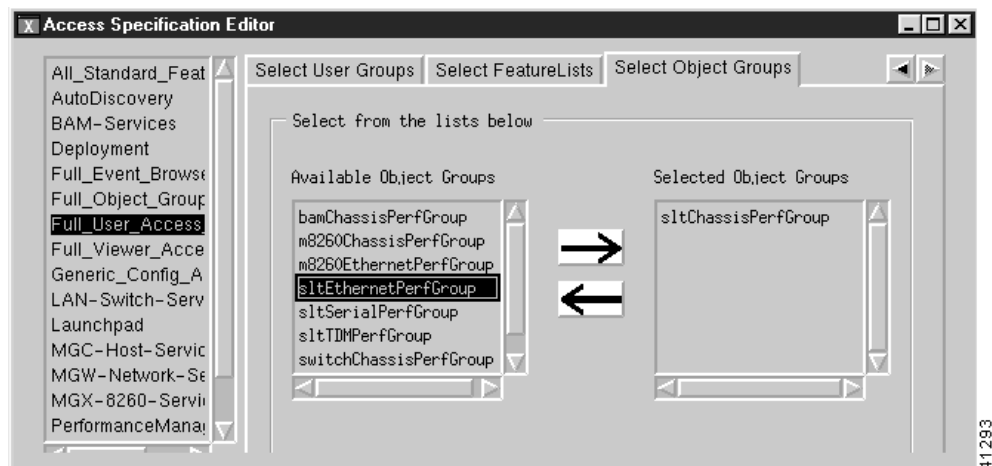 X Access Specification Editor
All_Standard_Feat
AutoDiscovery
BAM-Services
Deployment
Full_Event_Browse
Full_Object_Group
Full_User_Access_
Full_Viewer_Acce
Generic_Config_A
LAN-Switch-Serv
Launchpad
MGC-Host-Servic
MGW-Network-Se
MGX-8260-Servi
PerformanceMana
Select User Groups
Select FeatureLists
Select Object Groups
Select from the lists below
Available Object Groups
bamChassisPerfGroup
m8260ChassisPerfGroup
m8260EthernetPerfGroup
sltEthernetPerfGroup
sltSerialPerfGroup
sltTDMPerfGroup
switchChassisPerfGroup
Selected Object Groups
sltChassisPerfGroup
41293